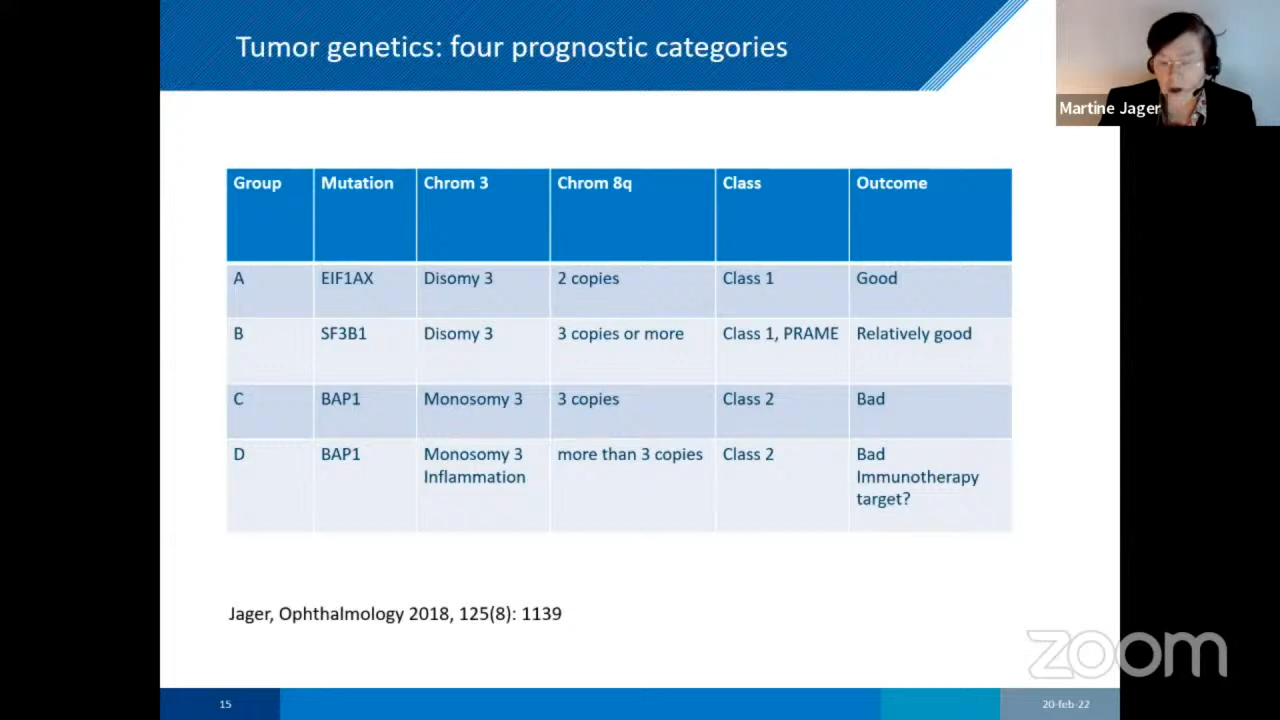 Tumor genetics: four prognostic categories
Martine Jager
Group Mutation Chrom 3 Chrom 8q Class Outcome
A EIF1AX Disomy 3 2 copies Class 1 Good
B SF3B1 Disomy 3 3 copies or more Class 1, PRAME Relatively good
C BAP1 Monosomy 3 3 copies Class 2 Bad
D BAP1 Monosomy 3 more than 3 copies Class 2 Bad
Inflammation Immunotherapy
target?
Jager, Ophthalmology 2018, 125(8): 1139
zoom
15 20-feb-22